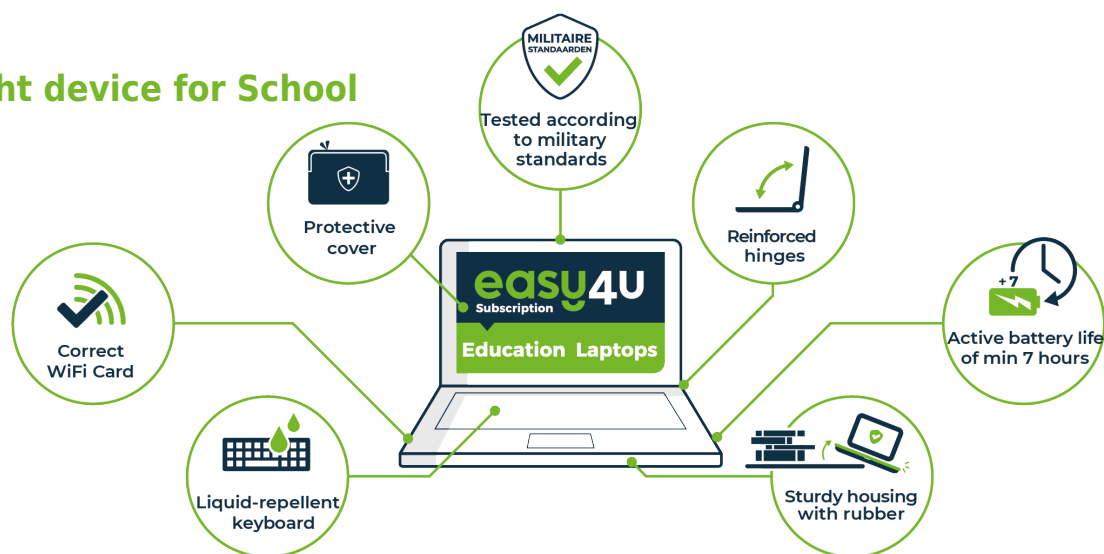 ht device for School
MILITAIRE
STANDAARDEN
Tested according
to military
standards
Protective
cover
Reinforced
hinges
easy4u
Subscription
Education Laptops
+7
Active battery life
of min 7 hours
Correct
WiFi Card
Liquid-repellent
keyboard
Sturdy housing
with rubber